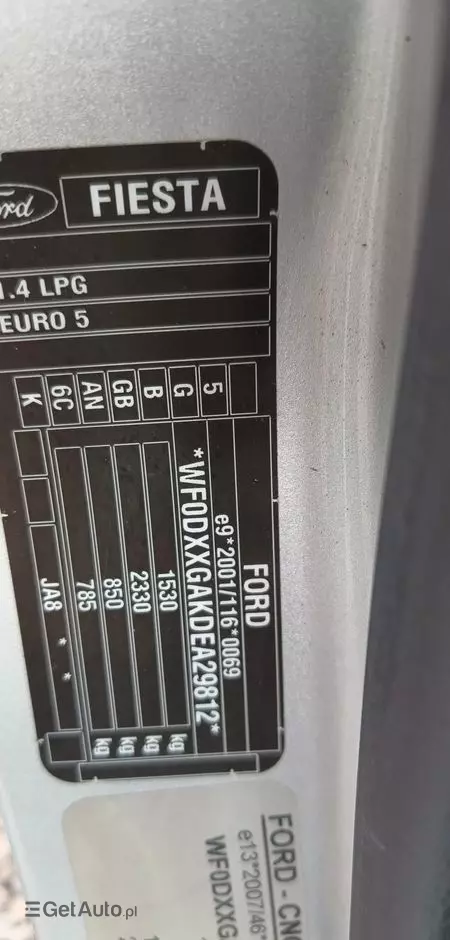 FIESTA
1.4 LPG
EURO 5
5
G
B
GB
AN
6C
K
FORD
e9*2001/116*0069
*WF0DXXGAKDEA29812*
1530 kg
2330 kg
850 kg
785 kg
JA8 * *
FORD - CN
e13*2007/46
WF0DXXG
GetAuto.pl